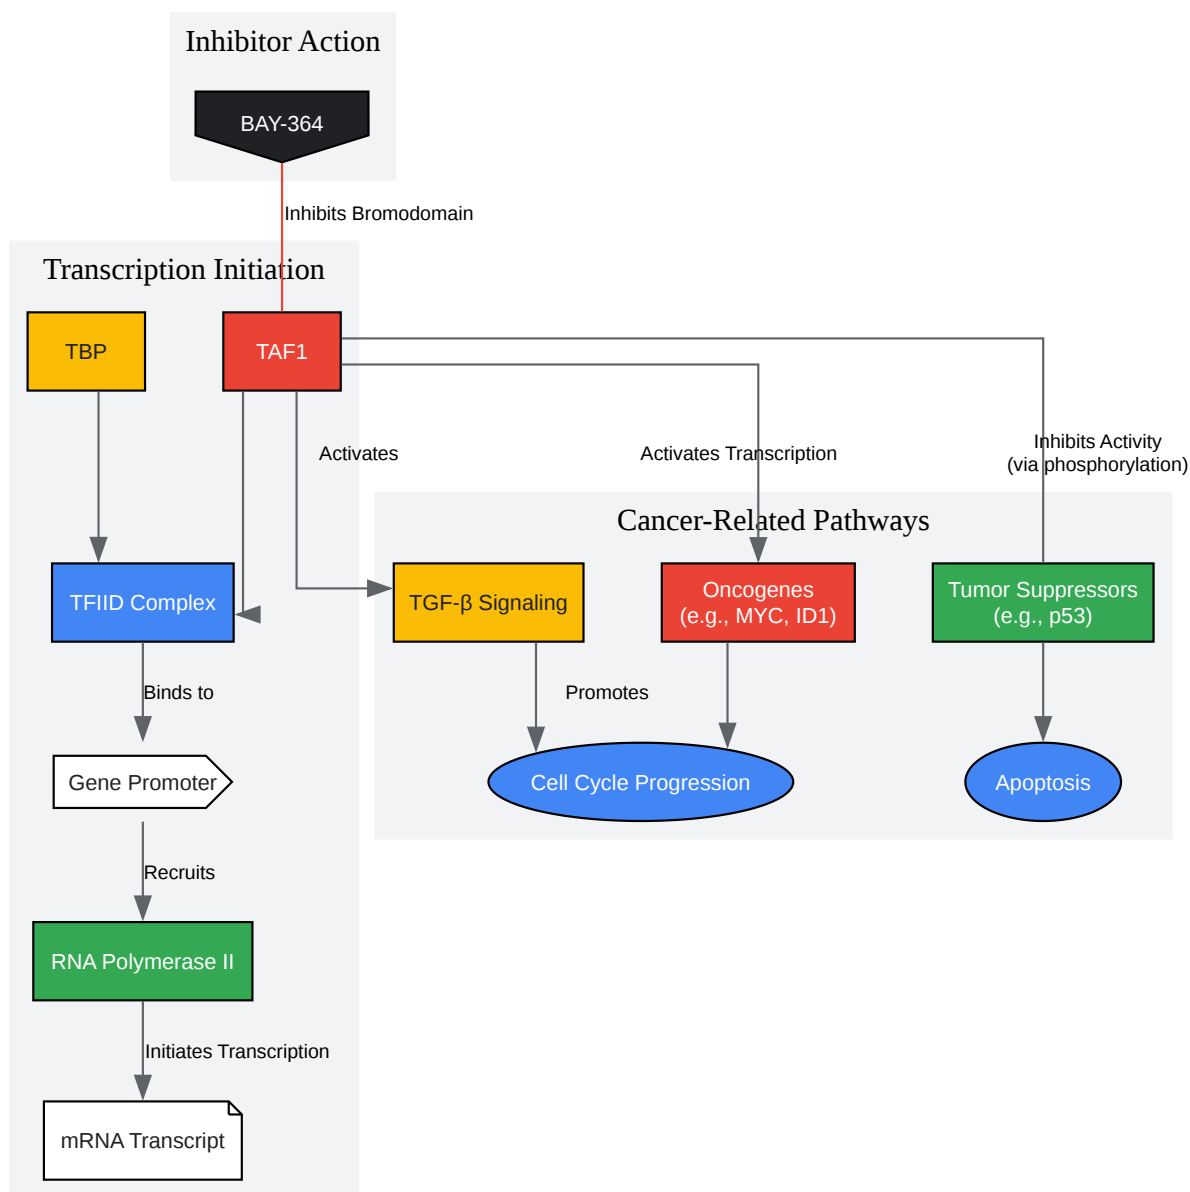 Inhibitor Action
BAY-364
Inhibits Bromodomain
Transcription Initiation
TBP
TAF1
Activates
Activates Transcription
Inhibits Activity
(via phosphorylation)
Cancer-Related Pathways
TFIID Complex
TGF-β Signaling
Oncogenes
(e.g., MYC, ID1)
Tumor Suppressors
(e.g., p53)
Binds to
Promotes
Gene Promoter
Cell Cycle Progression
Apoptosis
Recruits
RNA Polymerase II
Initiates Transcription
mRNA Transcript